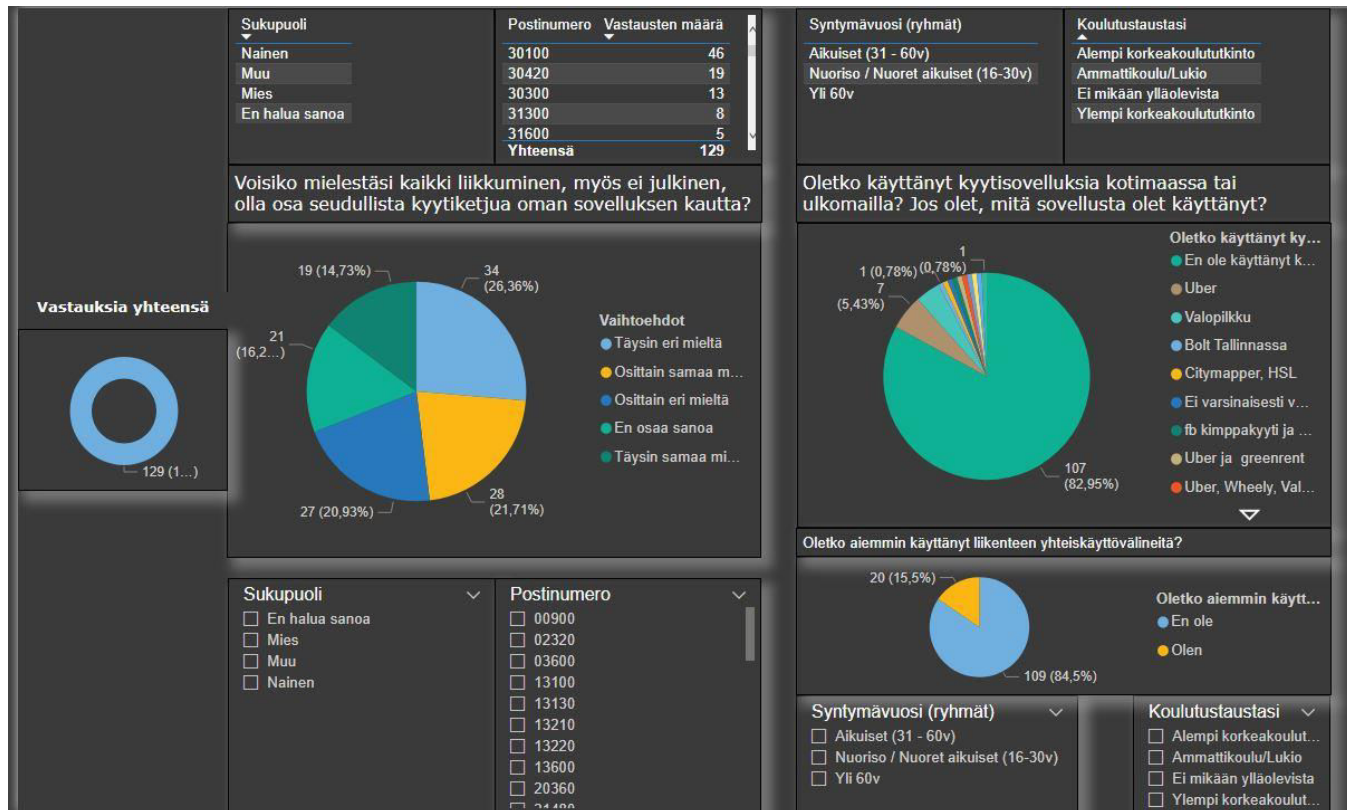 Sukupuoli
Nainen
Muu
Mies
En halua sanoa
Postinumero Vastausten määrä
30100 46
30420 19
30300 13
31300 8
31600 5
Yhteensä 129
Syntymävuosi (ryhmät)
Aikuiset (31 - 60v)
Nuoriso / Nuoret aikuiset (16-30v)
Yli 60v
Koulutustaustasi
Alempi korkeakoulututkinto
Ammattikoulu/Lukio
Ei mikään ylläolevista
Ylempi korkeakoulututkinto
Vastauksia yhteensä
129 (1...)
Voisiko mielestäsi kaikki liikkuminen, myös ei julkinen,
olla osa seudullista kyytiketjua oman sovelluksen kautta?
19 (14,73%)
34
(26,36%)
21
(16,2...)
27 (20,93%)
28
(21,71%)
Vaihtoehdot
Täysin eri mieltä
Osittain samaa m...
Osittain eri mieltä
En osaa sanoa
Täysin samaa mi...
Oletko käyttänyt kyytisovelluksia kotimaassa tai
ulkomailla? Jos olet, mitä sovellusta olet käyttänyt?
1
1 (0,78%) (0,78%)
7
(5,43%)
107
(82,95%)
Oletko käyttänyt ky...
En ole käyttänyt k...
Uber
Valopilkku
Bolt Tallinnassa
Citymapper, HSL
Ei varsinaisesti v...
fb kimppakyyti ja ...
Uber ja greenrent
Uber, Wheely, Val...
Oletko aiemmin käyttänyt liikenteen yhteiskäyttövälineitä?
20 (15,5%)
109 (84,5%)
Oletko aiemmin käytt...
En ole
Olen
Sukupuoli
En halua sanoa
Mies
Muu
Nainen
Postinumero
00900
02320
03600
13100
13130
13210
13220
13600
20360
Syntymävuosi (ryhmät)
Aikuiset (31 - 60v)
Nuoriso / Nuoret aikuiset (16-30v)
Yli 60v
Koulutustaustasi
Alempi korkeakoulut...
Ammattikoulu/Lukio
Ei mikään ylläolevista
Ylempi korkeakoulut...